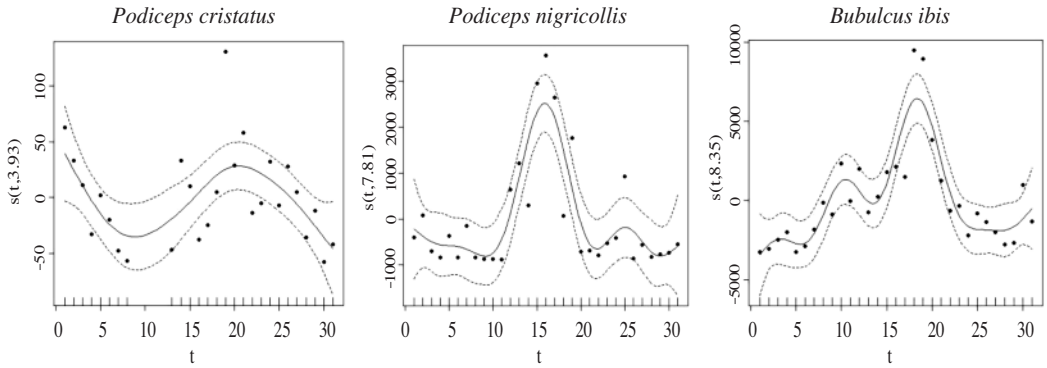 Podiceps cristatus
s(t,3.93)
100
50
0
−50
0 5 10 15 20 25 30
t
Podiceps nigricollis
s(t,7.81)
3000
2000
1000
0
−1000
0 5 10 15 20 25 30
t
Bubulcus ibis
s(t,8.35)
10000
5000
0
−5000
0 5 10 15 20 25 30
t